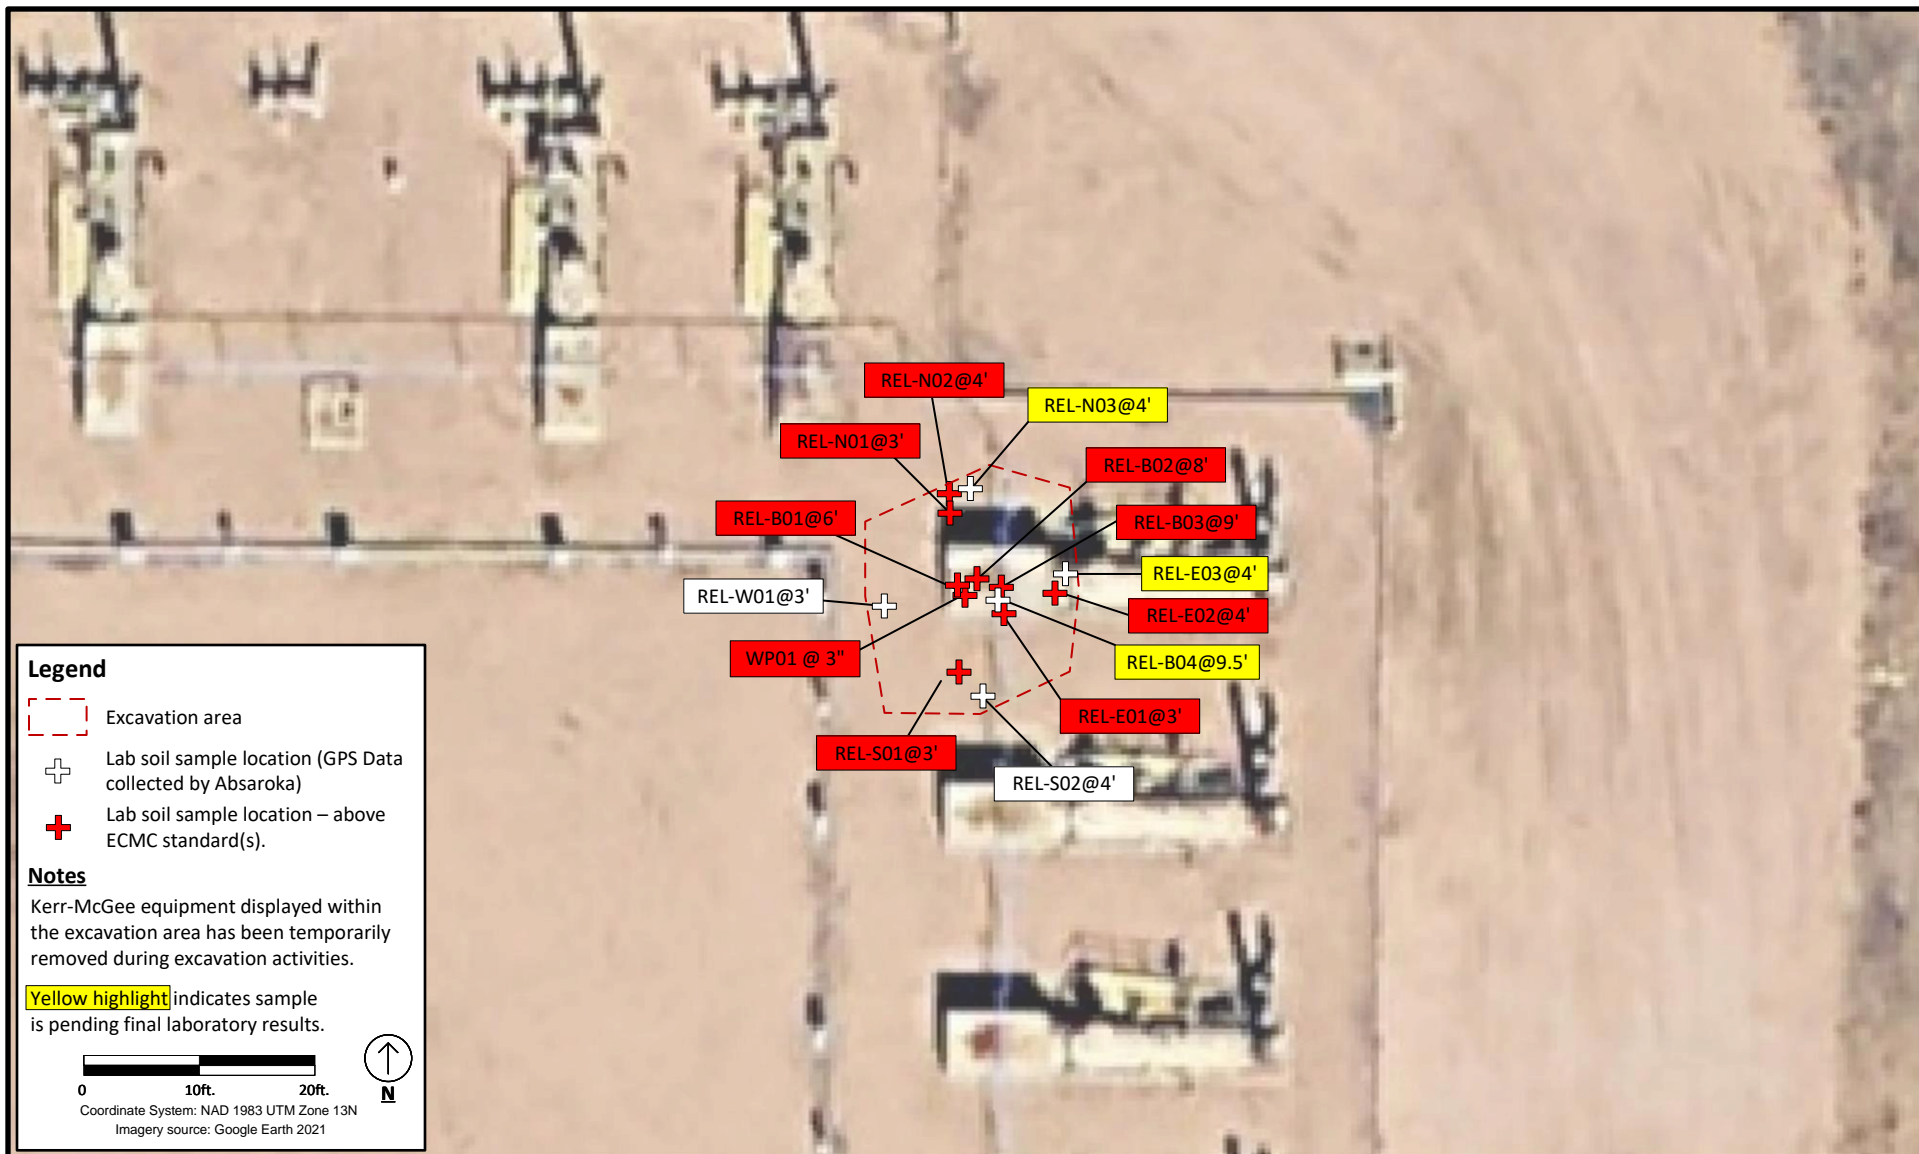 REL-N02@4'
REL-N03@4'
REL-N01@3'
REL-B02@8'
REL-B01@6'
REL-B03@9'
REL-E03@4'
REL-W01@3'
REL-E02@4'
WP01 @ 3"
REL-B04@9.5'
REL-E01@3'
REL-S01@3'
REL-S02@4'
Legend
Excavation area
Lab soil sample location (GPS Data
collected by Absaroka)
Lab soil sample location – above
ECMC standard(s).
Notes
Kerr-McGee equipment displayed within
the excavation area has been temporarily
removed during excavation activities.
Yellow highlight indicates sample
is pending final laboratory results.
0 10ft. 20ft.
N
Coordinate System: NAD 1983 UTM Zone 13N
Imagery source: Google Earth 2021